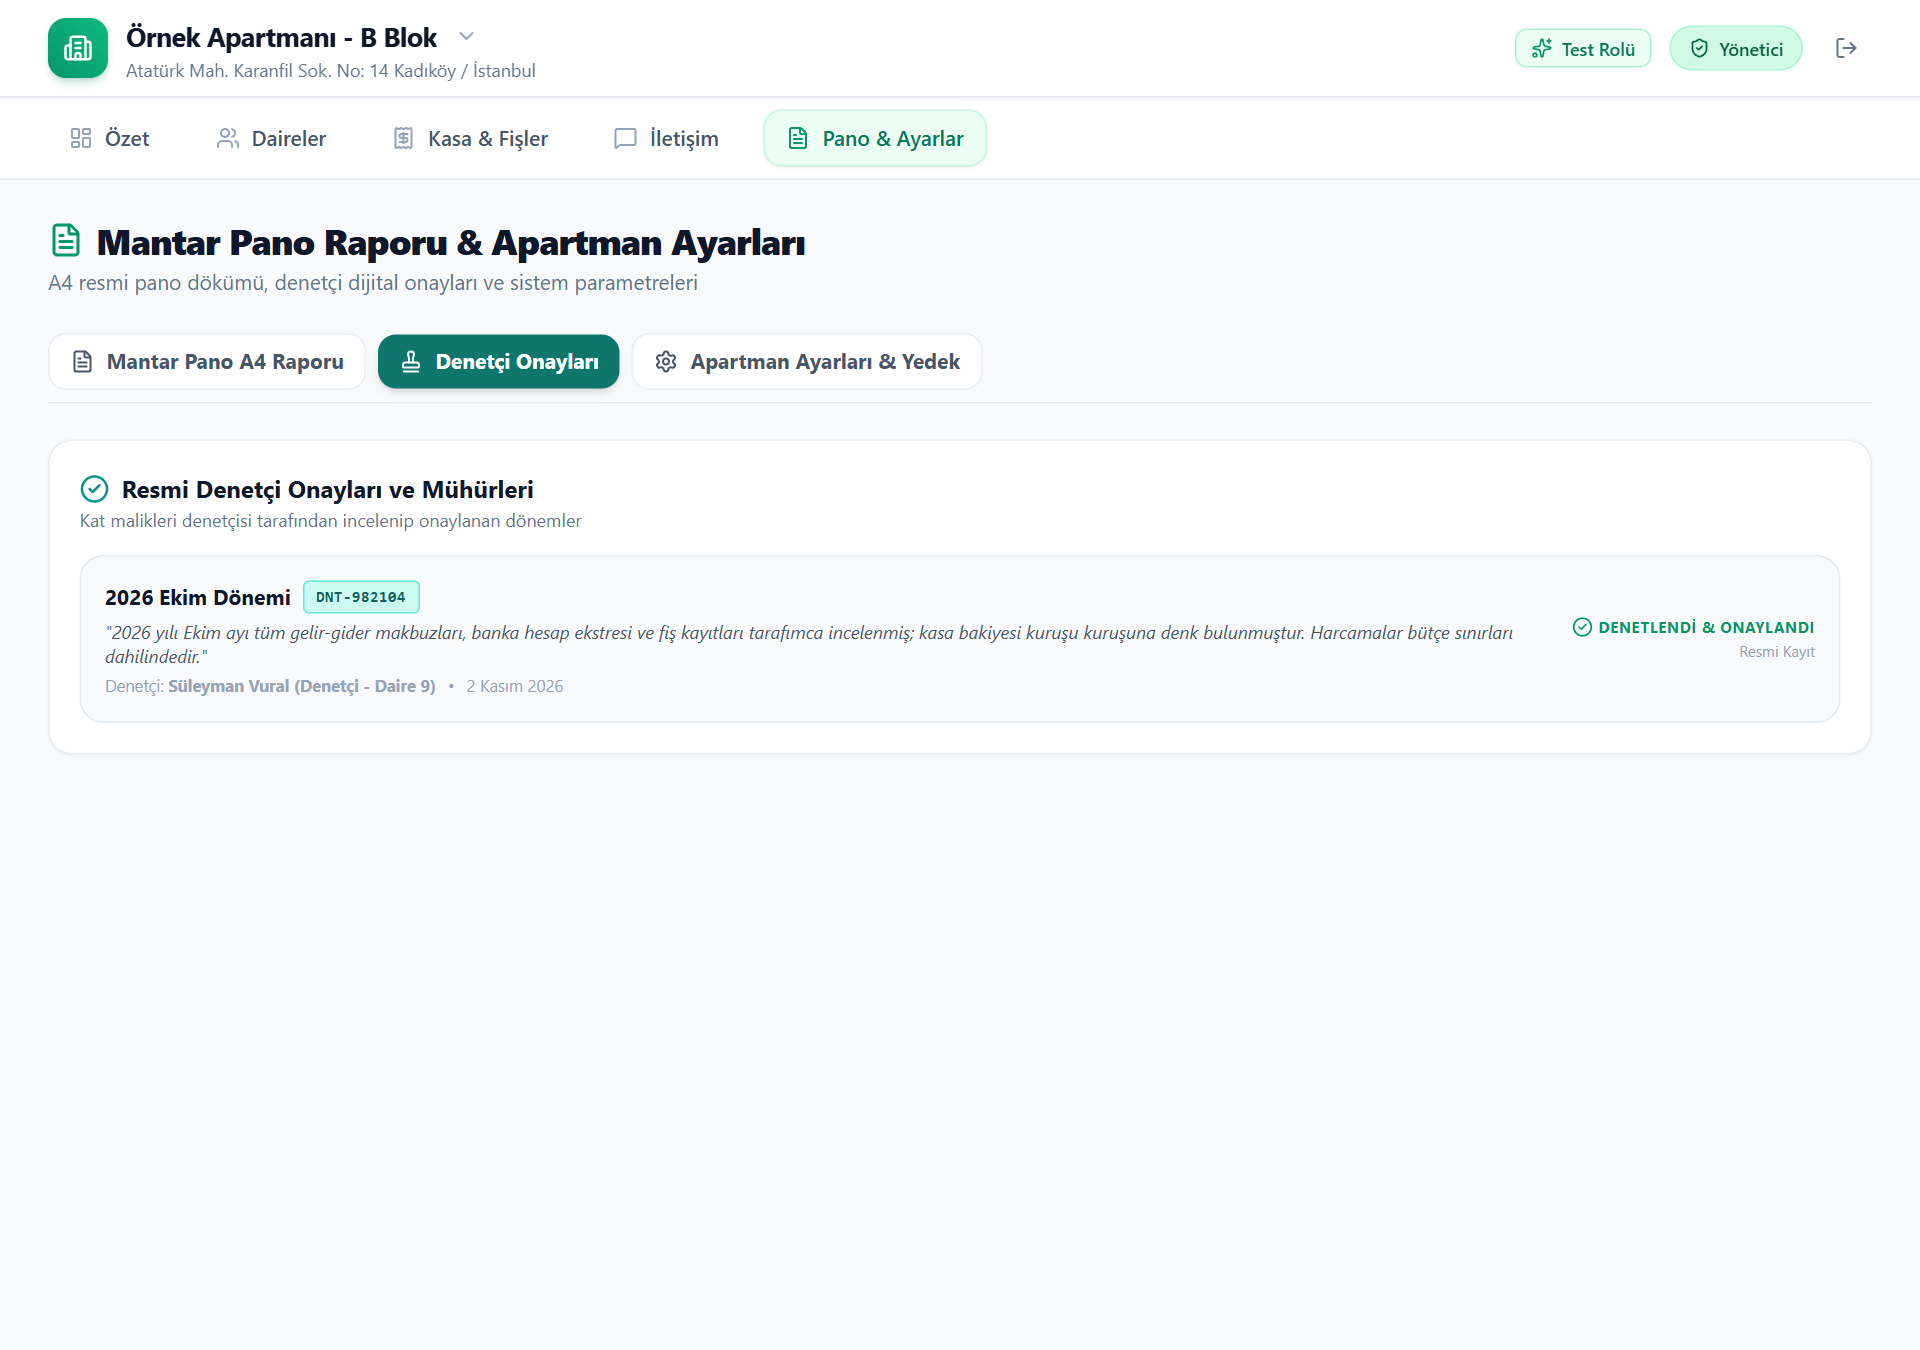 Örnek Apartmanı - B Blok
Atatürk Mah. Karanfil Sok. No: 14 Kadıköy / İstanbul
Test Rolü
Yönetici
Özet
Daireler
Kasa & Fişler
İletişim
Pano & Ayarlar
Mantar Pano Raporu & Apartman Ayarları
A4 resmi pano dökümü, denetçi dijital onayları ve sistem parametreleri
Mantar Pano A4 Raporu
Denetçi Onayları
Apartman Ayarları & Yedek
Resmi Denetçi Onayları ve Mühürleri
Kat malikleri denetçisi tarafından incelenip onaylanan dönemler
2026 Ekim Dönemi DNT-982104
"2026 yılı Ekim ayı tüm gelir-gider makbuzları, banka hesap ekstresi ve fiş kayıtları tarafımca incelenmiş; kasa bakiyesi kuruşu kuruşuna denk bulunmuştur. Harcamalar bütçe sınırları
dahilindedir."
Denetçi: Süleyman Vural (Denetçi - Daire 9) • 2 Kasım 2026
DENETLENDİ & ONAYLANDI
Resmi Kayıt